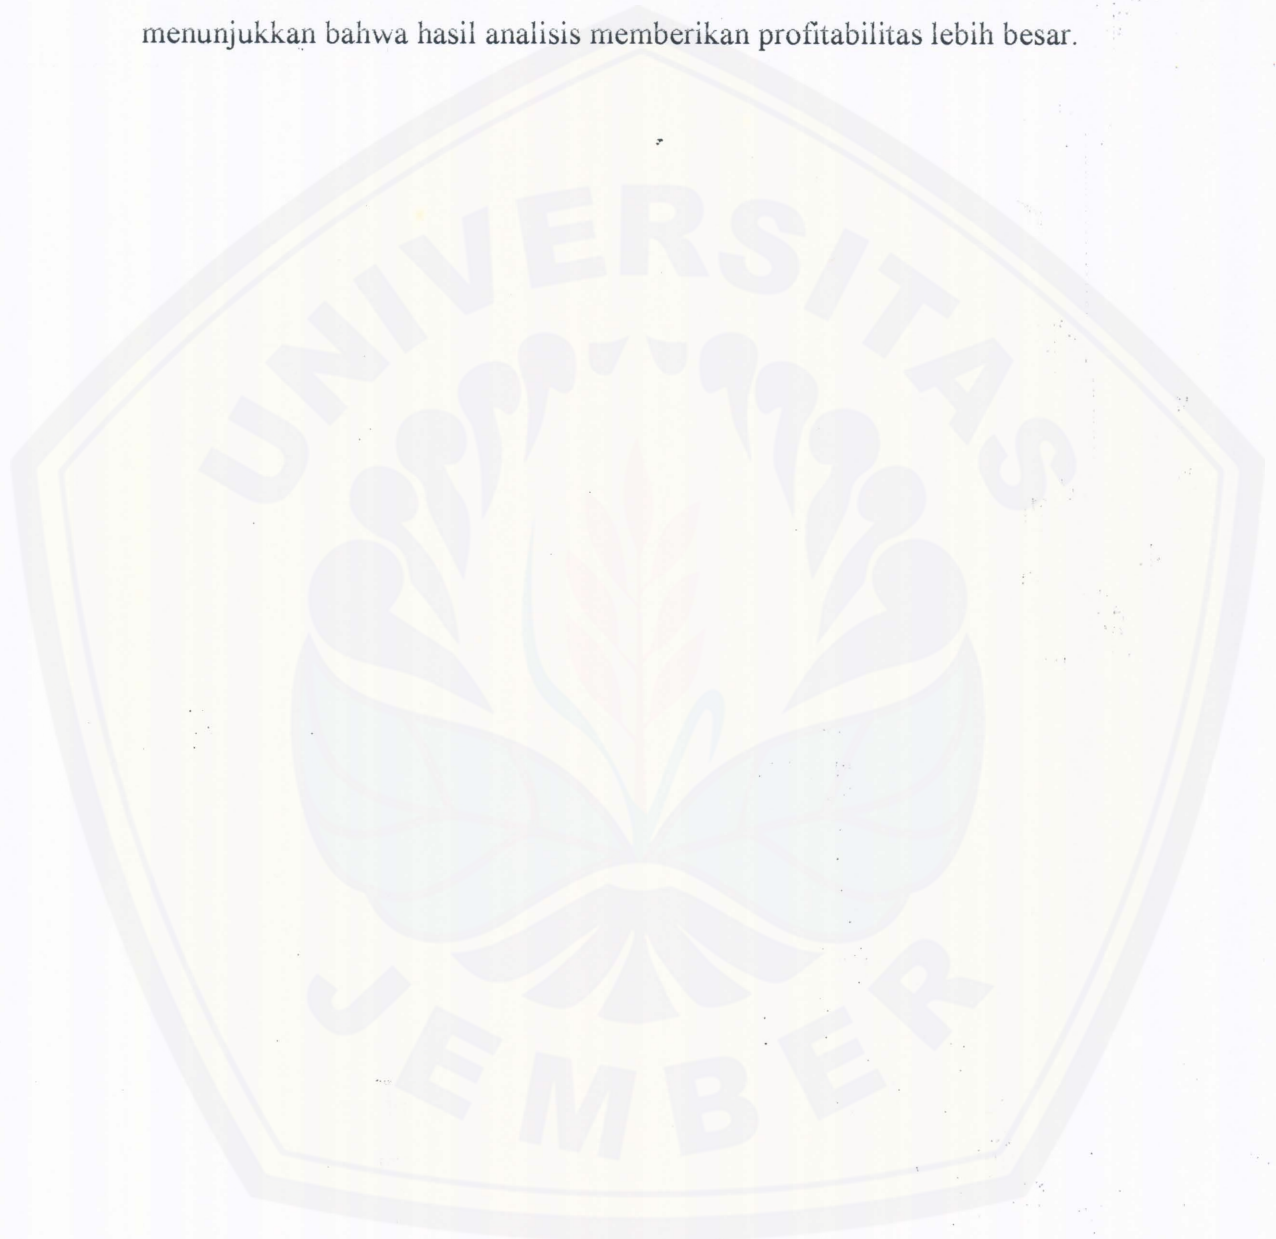 menunjukkan bahwa hasil analisis memberikan profitabilitas lebih besar.
UNIVERSITAS
JEMBER